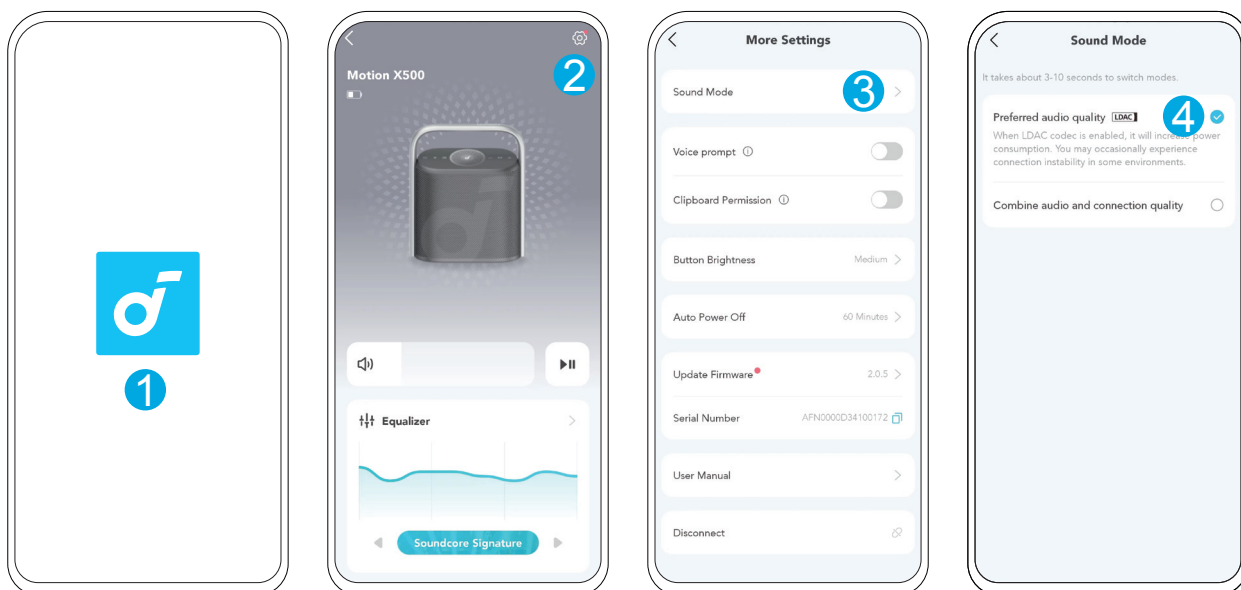 1
2
Motion X500
Equalizer
Soundcore Signature
More Settings
Sound Mode
3
Voice prompt
Clipboard Permission
Button Brightness Medium
Auto Power Off 60 Minutes
Update Firmware 2.0.5
Serial Number AFN0000D34100172
User Manual
Disconnect
Sound Mode
It takes about 3-10 seconds to switch modes.
Preferred audio quality LDAC
4
When LDAC codec is enabled, it will increase power
consumption. You may occasionally experience
connection instability in some environments.
Combine audio and connection quality